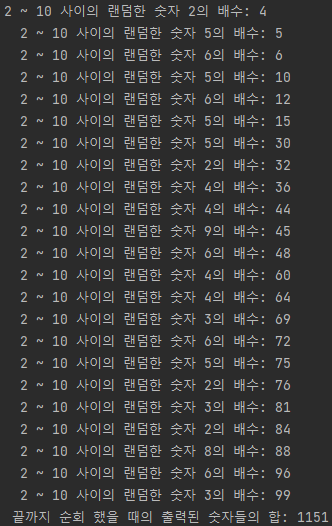 2 ~ 10 사이의 랜덤한 숫자 2의 배수: 4
2 ~ 10 사이의 랜덤한 숫자 5의 배수: 5
2 ~ 10 사이의 랜덤한 숫자 6의 배수: 6
2 ~ 10 사이의 랜덤한 숫자 5의 배수: 10
2 ~ 10 사이의 랜덤한 숫자 6의 배수: 12
2 ~ 10 사이의 랜덤한 숫자 5의 배수: 15
2 ~ 10 사이의 랜덤한 숫자 5의 배수: 30
2 ~ 10 사이의 랜덤한 숫자 2의 배수: 32
2 ~ 10 사이의 랜덤한 숫자 4의 배수: 36
2 ~ 10 사이의 랜덤한 숫자 4의 배수: 44
2 ~ 10 사이의 랜덤한 숫자 9의 배수: 45
2 ~ 10 사이의 랜덤한 숫자 6의 배수: 48
2 ~ 10 사이의 랜덤한 숫자 4의 배수: 60
2 ~ 10 사이의 랜덤한 숫자 4의 배수: 64
2 ~ 10 사이의 랜덤한 숫자 3의 배수: 69
2 ~ 10 사이의 랜덤한 숫자 6의 배수: 72
2 ~ 10 사이의 랜덤한 숫자 5의 배수: 75
2 ~ 10 사이의 랜덤한 숫자 2의 배수: 76
2 ~ 10 사이의 랜덤한 숫자 3의 배수: 81
2 ~ 10 사이의 랜덤한 숫자 2의 배수: 84
2 ~ 10 사이의 랜덤한 숫자 8의 배수: 88
2 ~ 10 사이의 랜덤한 숫자 6의 배수: 96
2 ~ 10 사이의 랜덤한 숫자 3의 배수: 99
끝까지 순회 했을 때의 출력된 숫자들의 합: 1151